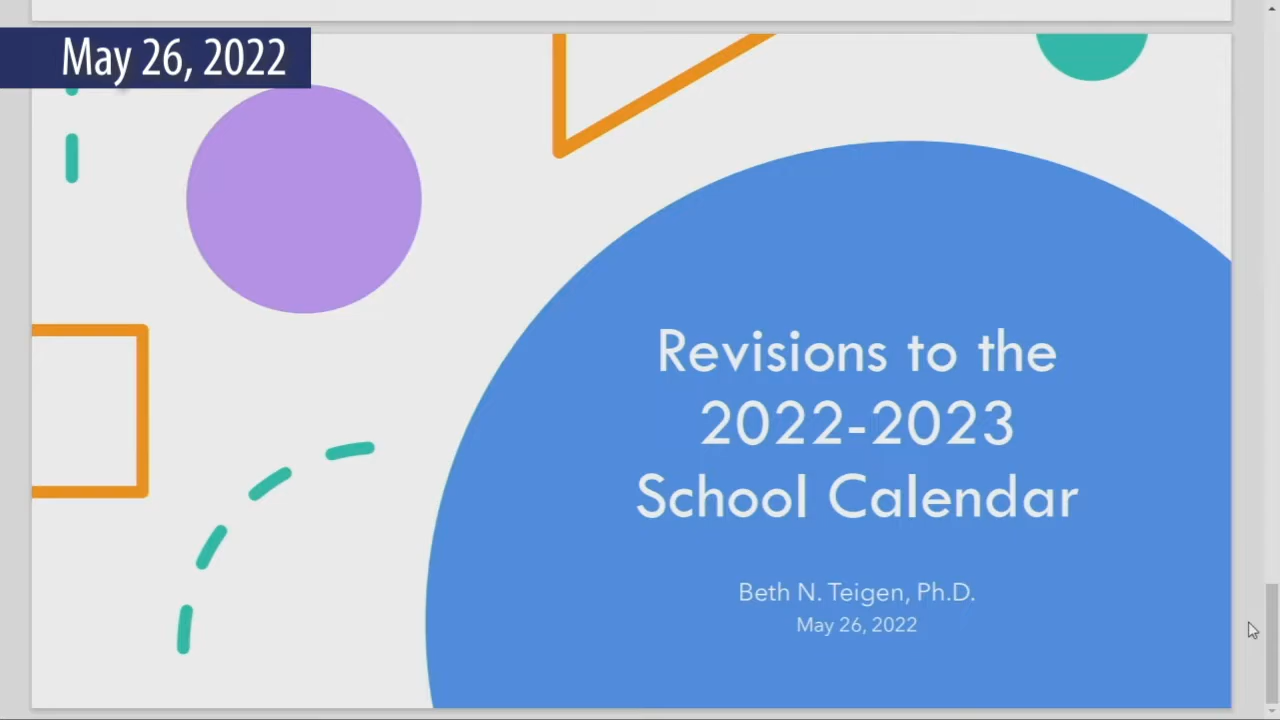 May 26, 2022
Revisions to the
2022-2023
School Calendar
Beth N. Teigen, Ph.D.
May 26, 2022